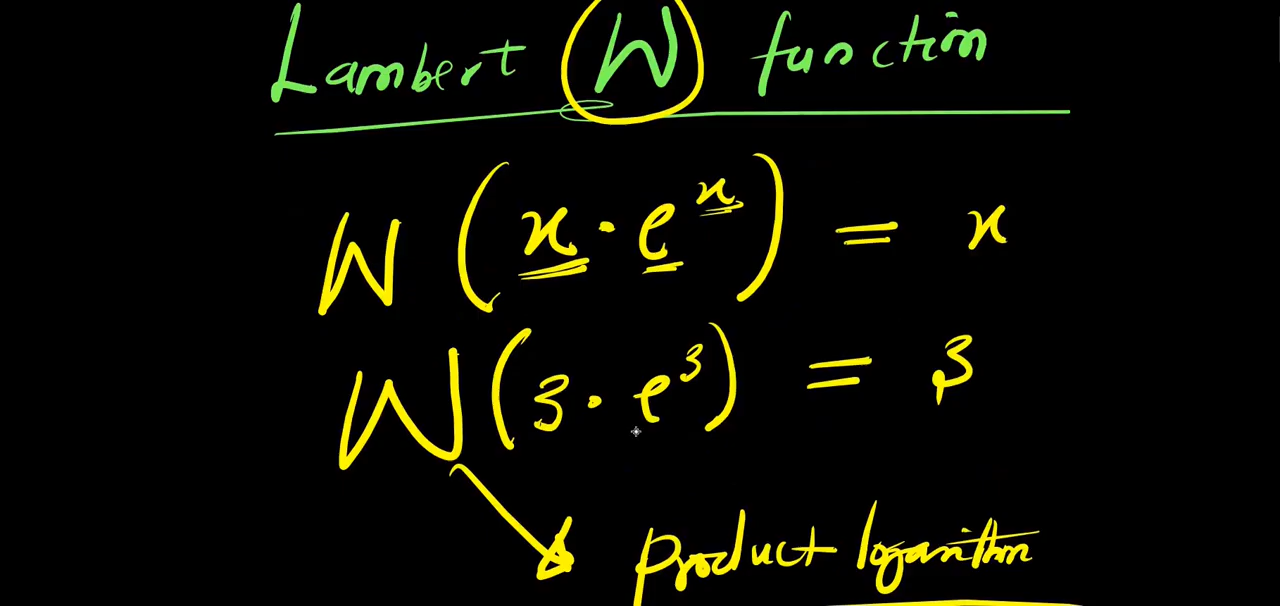 Lambert W function
W (x · e^x) = x
W (3 · e^3) = 3
product logarithm